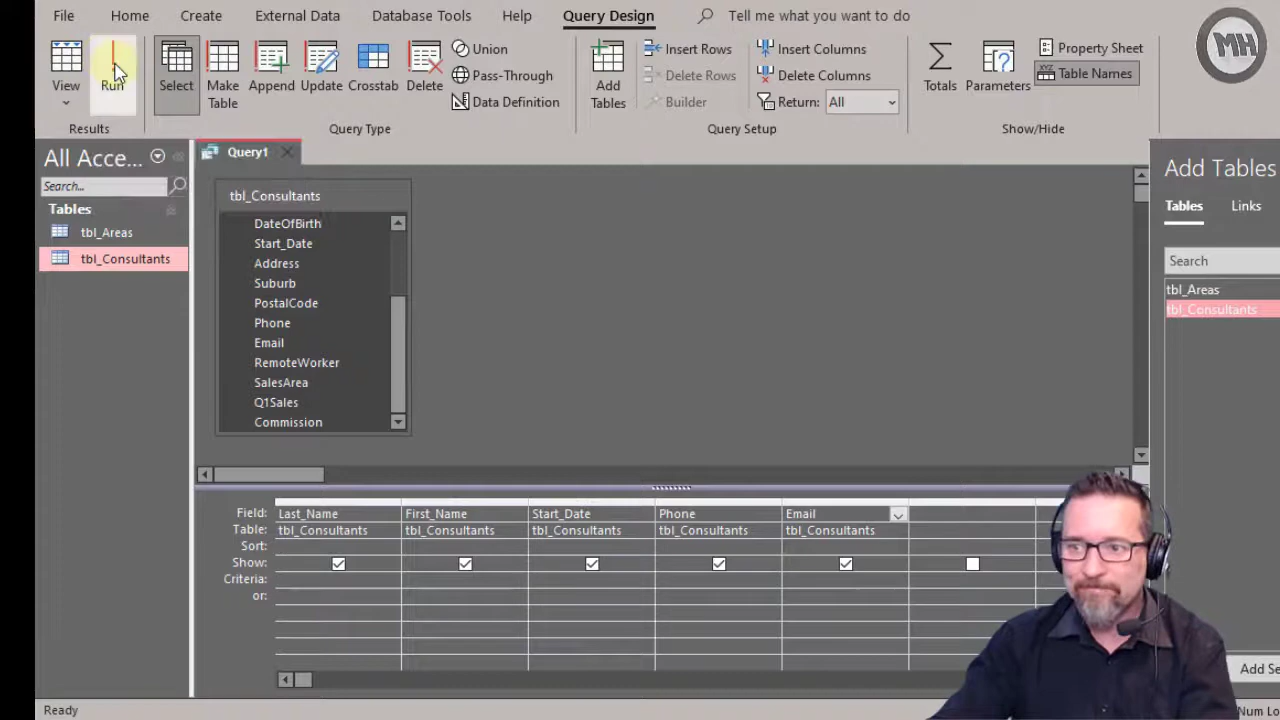 File Home Create External Data Database Tools Help Query Design Tell me what you want to do
View Run Select Make Table Append Update Crosstab Delete
Union
Pass-Through
Data Definition
Add Tables
Insert Rows
Delete Rows
Builder
Insert Columns
Delete Columns
Return: All
Totals Parameters
Property Sheet
Table Names
Results Query Type Query Setup Show/Hide
MH
All Acce...
Search...
Tables
tbl_Areas
tbl_Consultants
Query1
tbl_Consultants
DateOfBirth
Start_Date
Address
Suburb
PostalCode
Phone
Email
RemoteWorker
SalesArea
Q1Sales
Commission
Add Tables
Tables Links
Search
tbl_Areas
tbl_Consultants
Field: Last_Name First_Name Start_Date Phone Email
Table: tbl_Consultants tbl_Consultants tbl_Consultants tbl_Consultants tbl_Consultants
Sort:
Show:
Criteria:
or:
Add Se
Ready
Num Lo